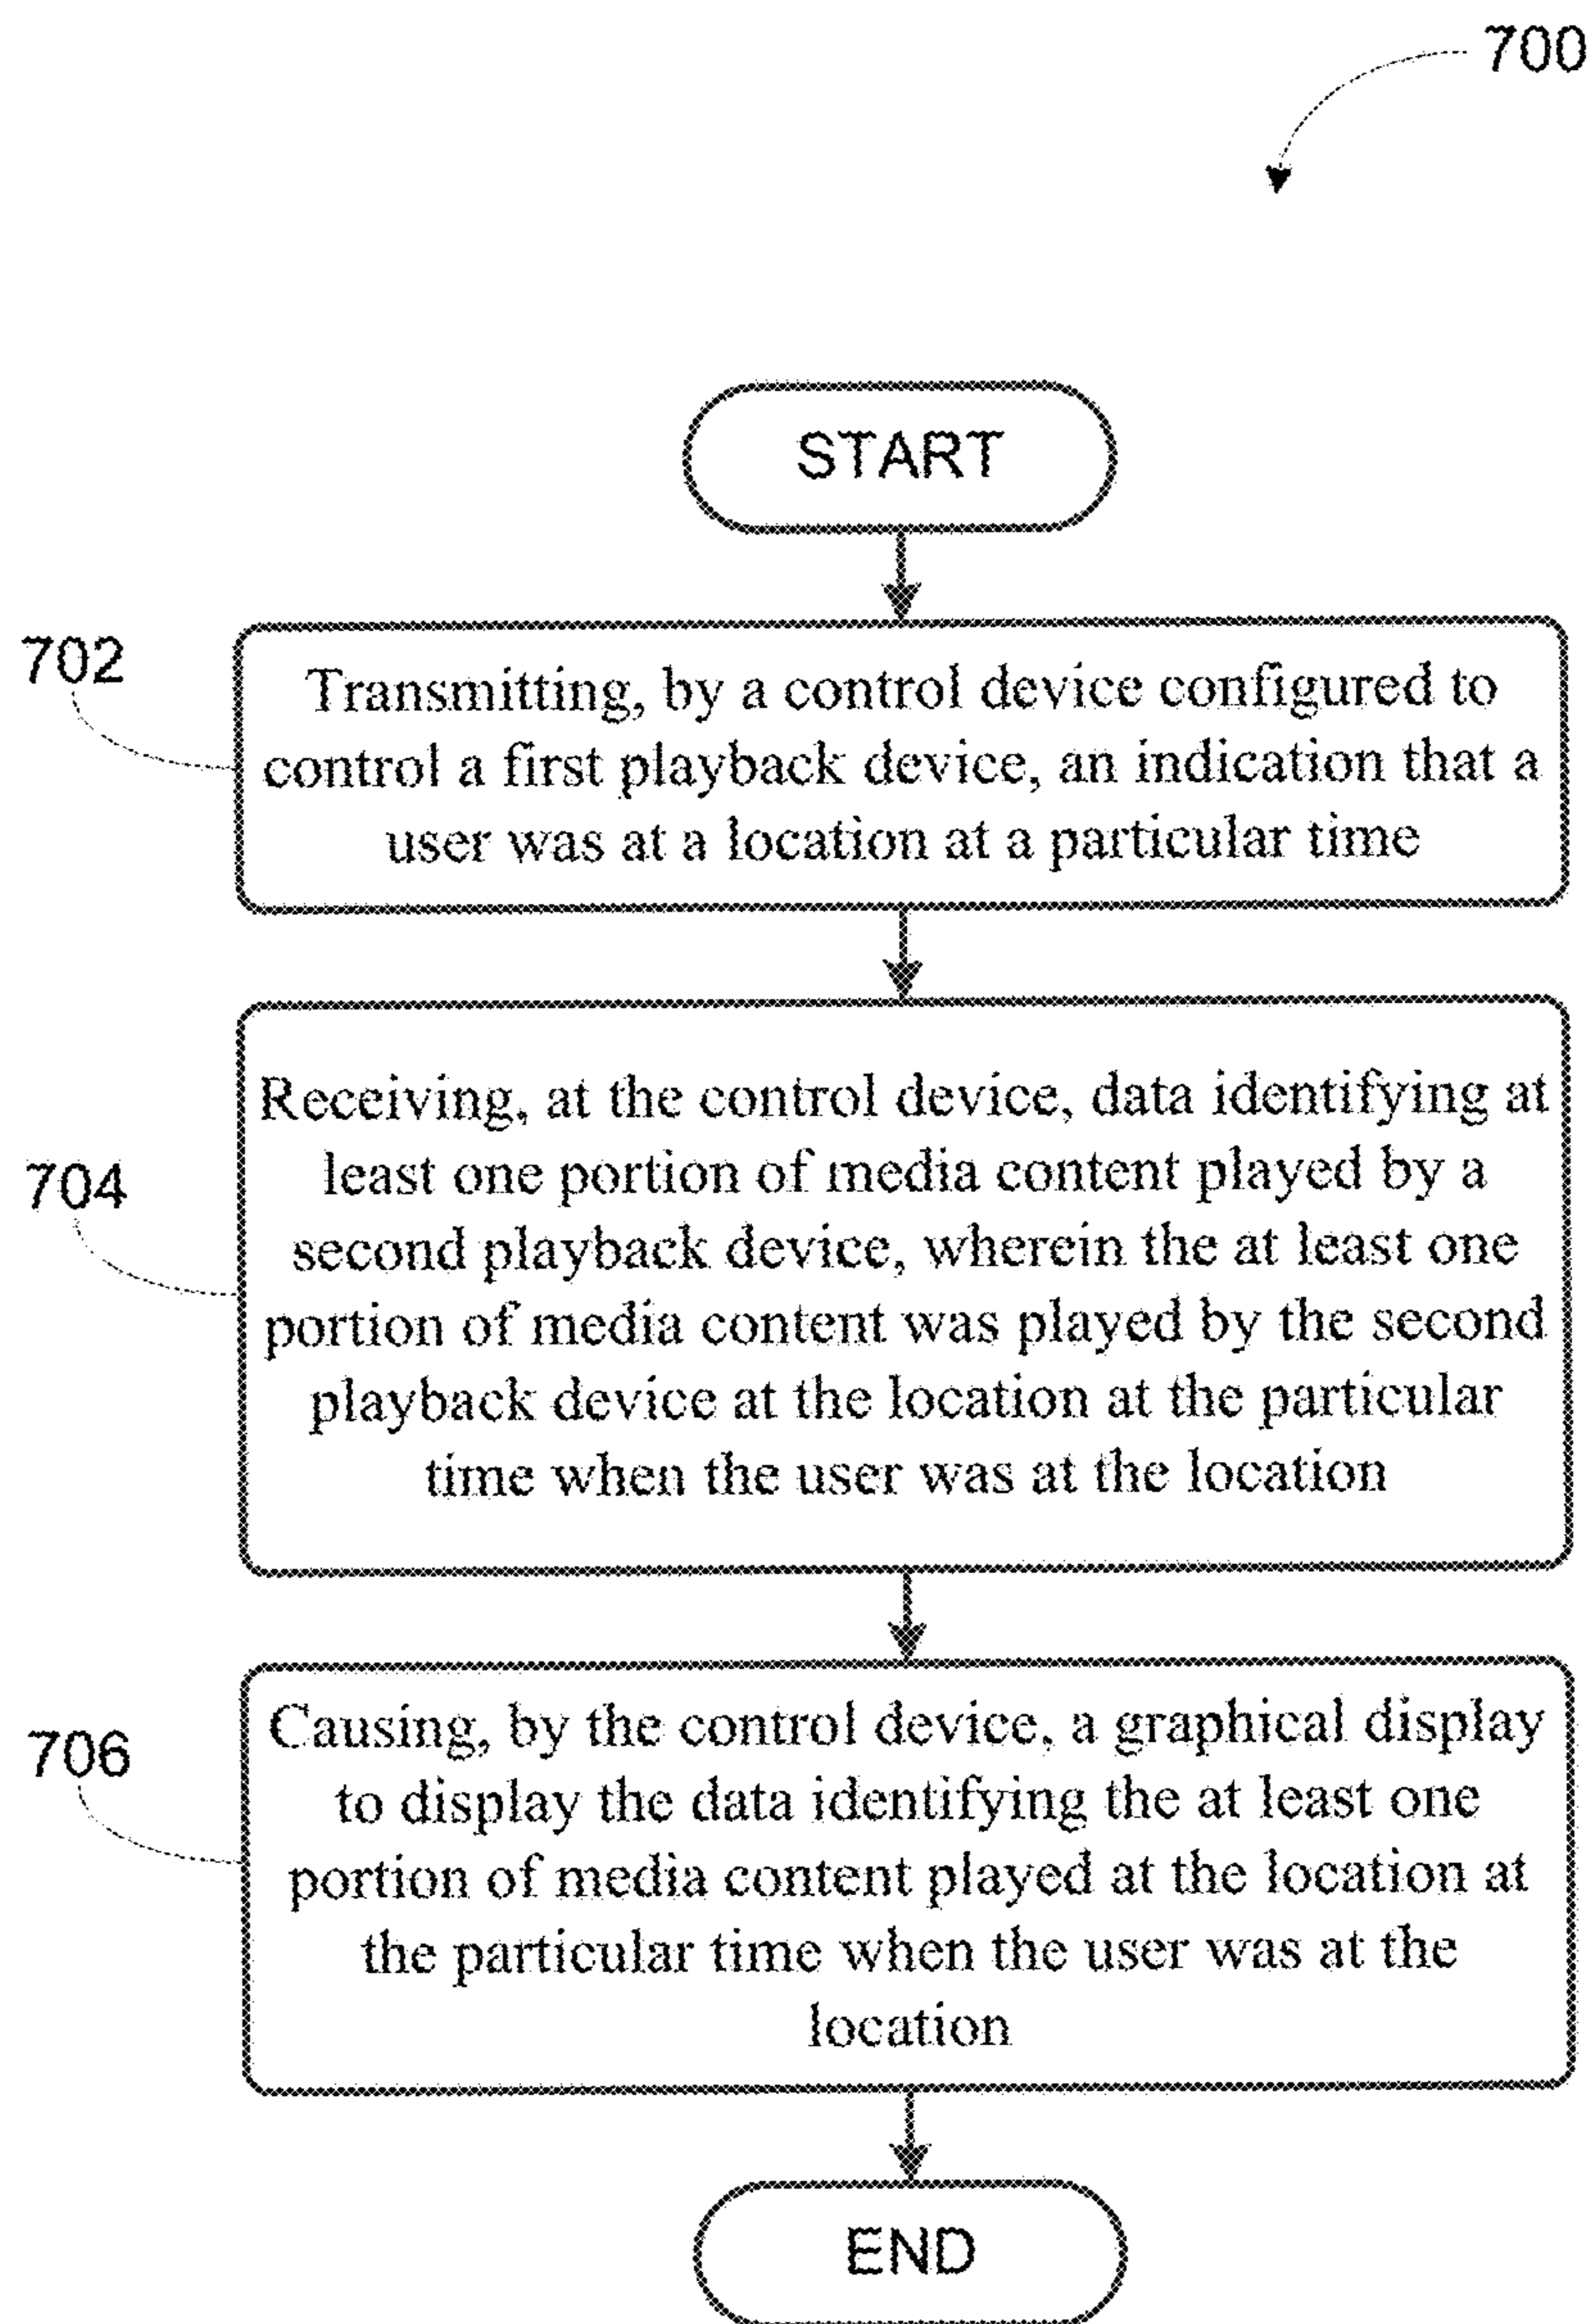 700
START
702
Transmitting, by a control device configured to
control a first playback device, an indication that a
user was at a location at a particular time
704
Receiving, at the control device, data identifying at
least one portion of media content played by a
second playback device, wherein the at least one
portion of media content was played by the second
playback device at the location at the particular
time when the user was at the location
706
Causing, by the control device, a graphical display
to display the data identifying the at least one
portion of media content played at the location at
the particular time when the user was at the
location
END